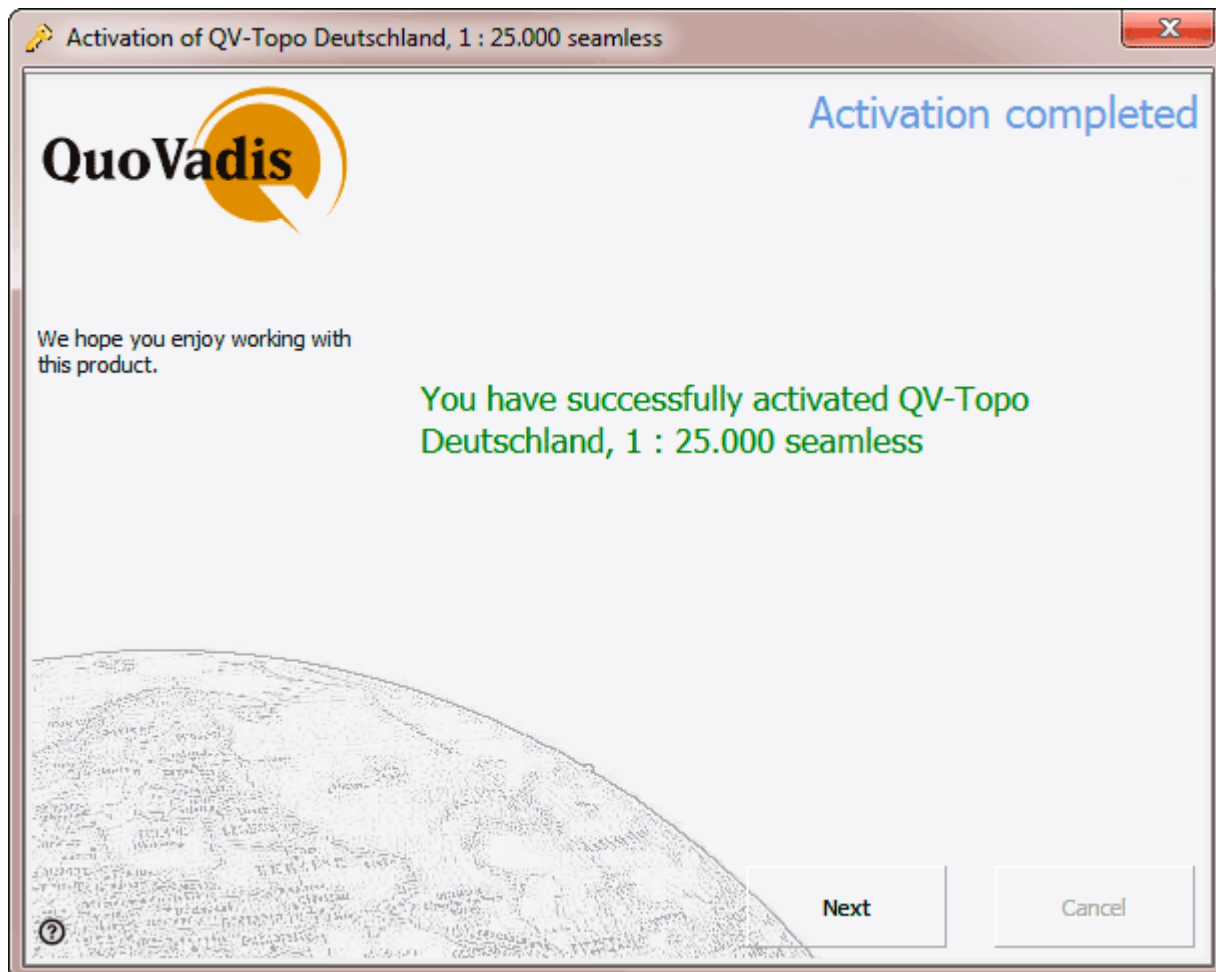 Activation of QV-Topo Deutschland, 1 : 25.000 seamless
Activation completed
QuoVadis
We hope you enjoy working with
this product.
You have successfully activated QV-Topo
Deutschland, 1 : 25.000 seamless
Next
Cancel